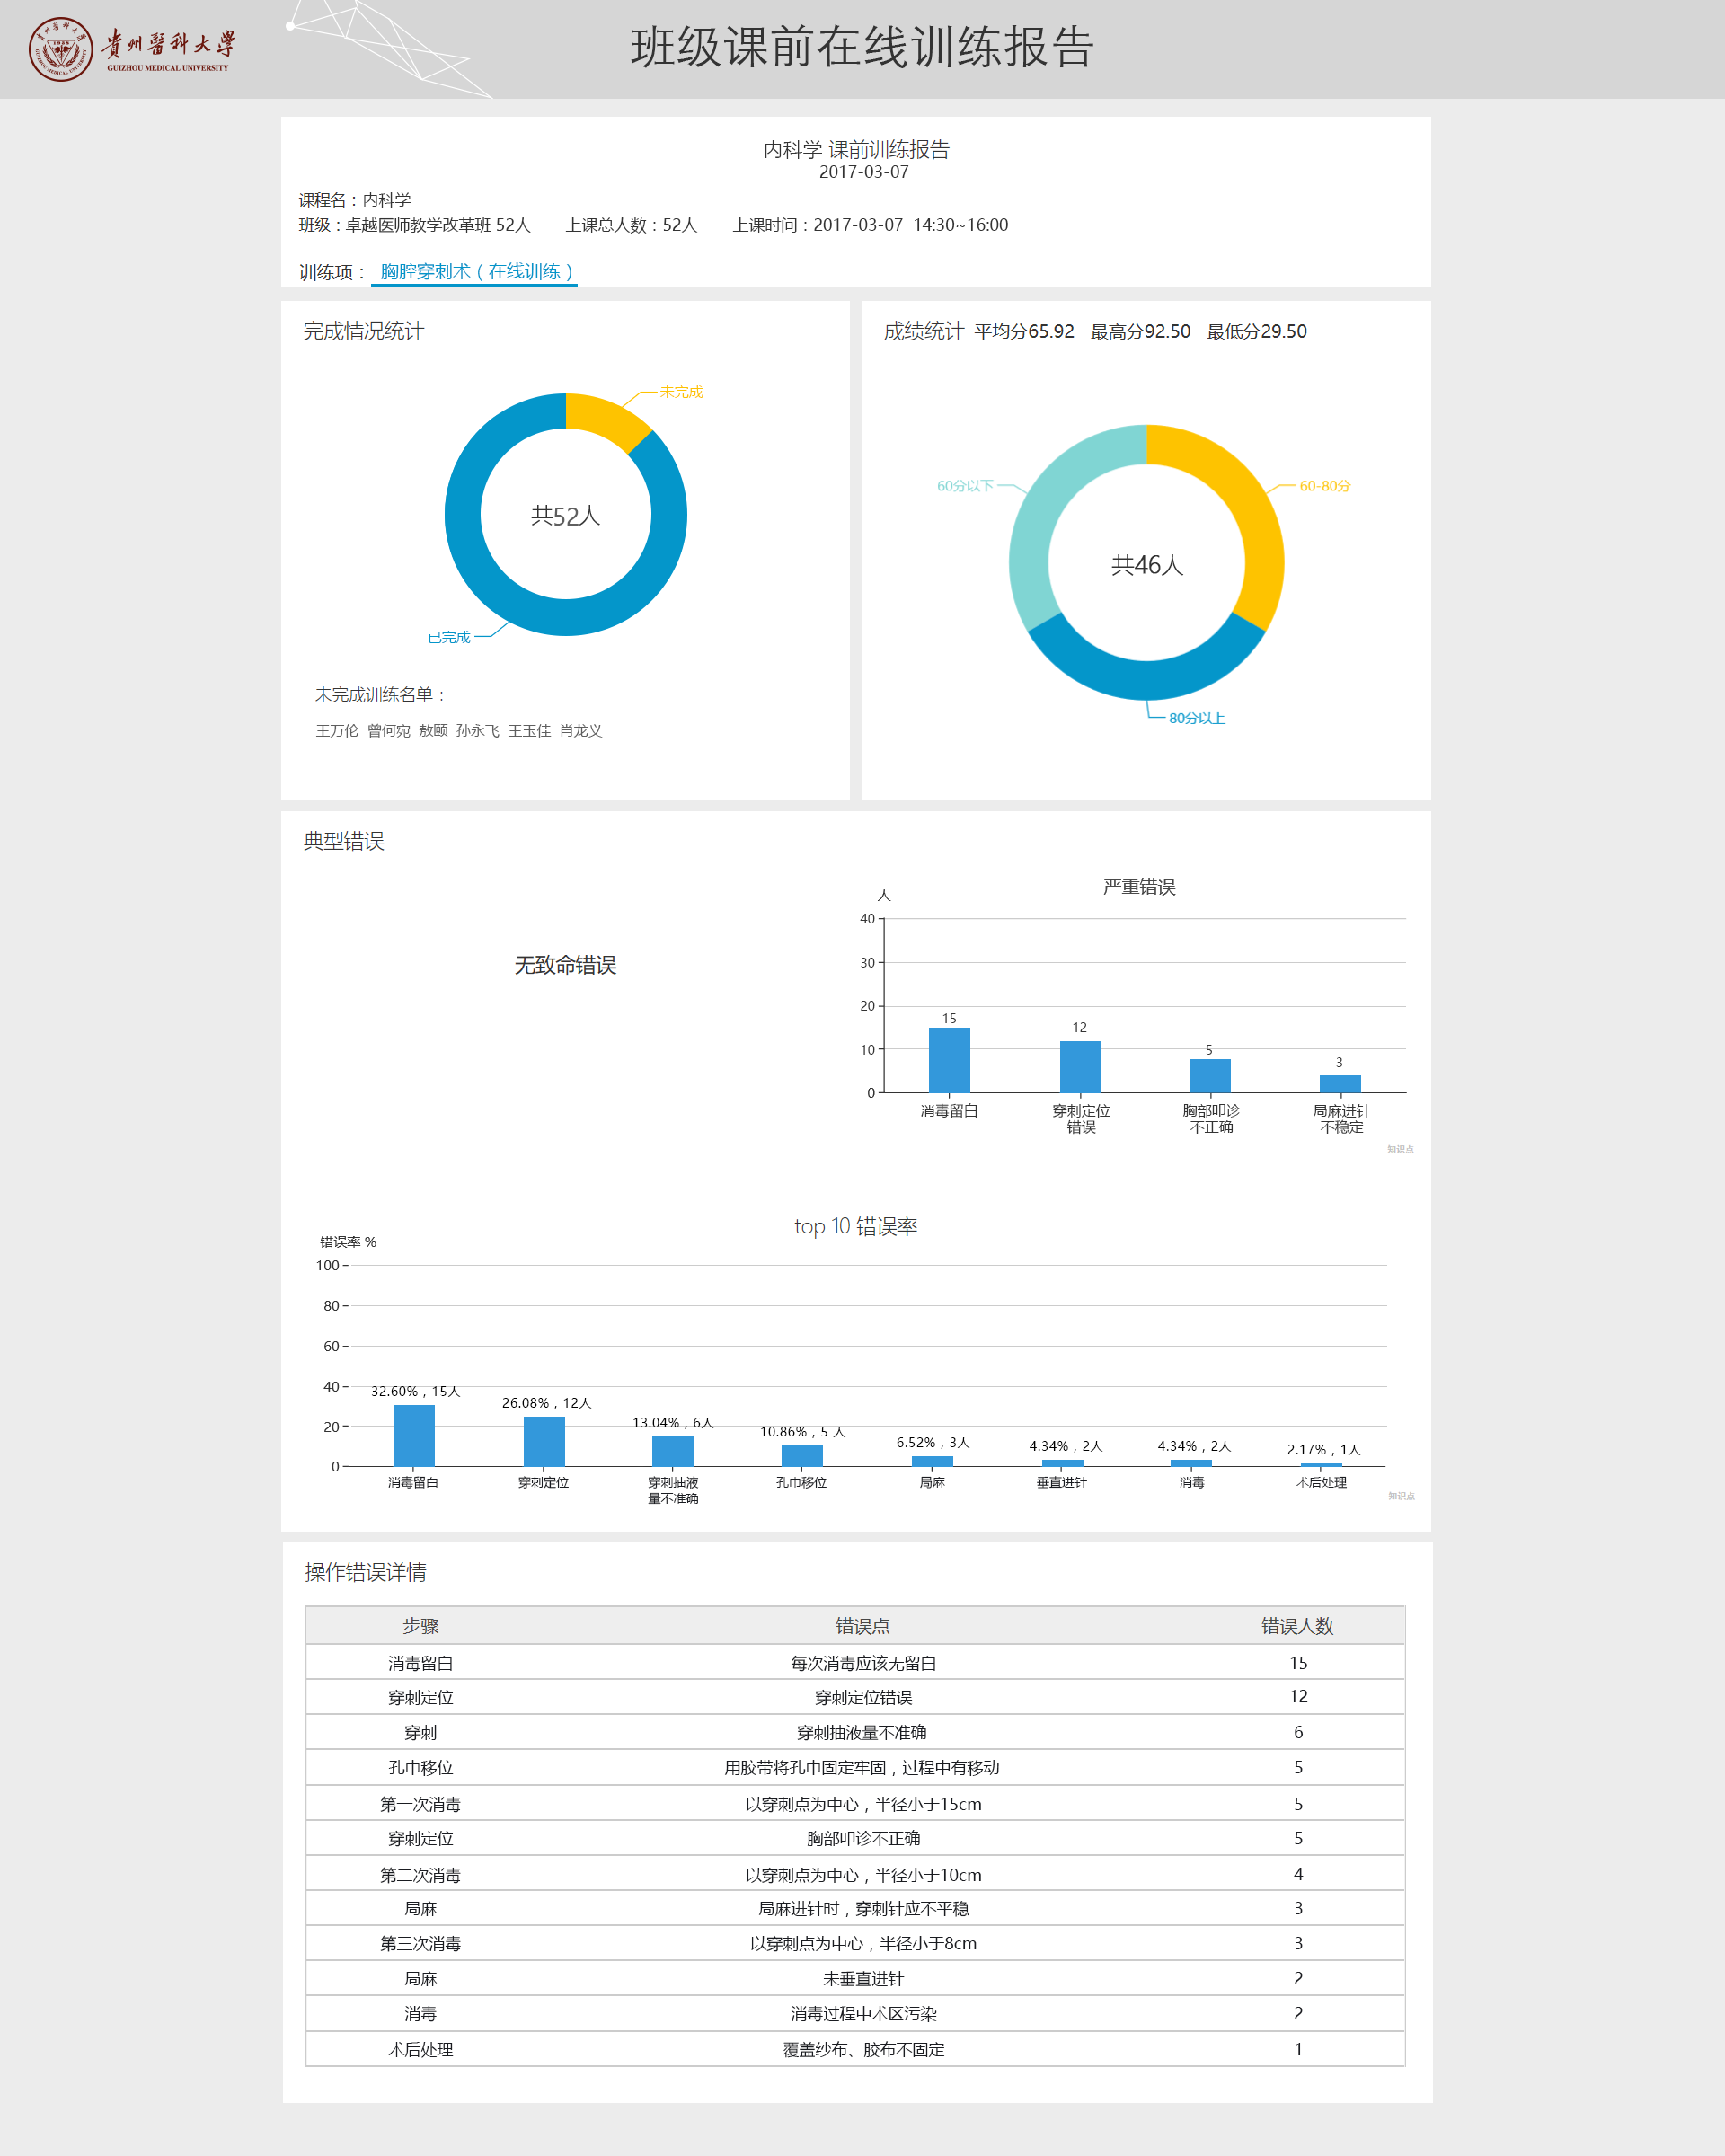 貴州醫科大學
GUIZHOU MEDICAL UNIVERSITY
班级课前在线训练报告
内科学 课前训练报告
2017-03-07
课程名：内科学
班级：卓越医师教学改革班 52人 上课总人数：52人 上课时间：2017-03-07 14:30~16:00
训练项： 胸腔穿刺术（在线训练）
完成情况统计
未完成
共52人
已完成
未完成训练名单：
王万伦 曾何宛 敖颐 孙永飞 王玉佳 肖龙义
成绩统计 平均分65.92 最高分92.50 最低分29.50
60分以下
60-80分
共46人
80分以上
典型错误
无致命错误
严重错误
人
40
30
20
10
0
15
12
5
3
消毒留白
穿刺定位
错误
胸部叩诊
不正确
局麻进针
不稳定
知识点
top 10 错误率
错误率 %
100
80
60
40
20
0
32.60%，15人
26.08%，12人
13.04%，6人
10.86%，5 人
6.52%，3人
4.34%，2人
4.34%，2人
2.17%，1人
消毒留白
穿刺定位
穿刺抽液
量不准确
孔巾移位
局麻
垂直进针
消毒
术后处理
知识点
操作错误详情
步骤 错误点 错误人数
消毒留白 每次消毒应该无留白 15
穿刺定位 穿刺定位错误 12
穿刺 穿刺抽液量不准确 6
孔巾移位 用胶带将孔巾固定牢固，过程中有移动 5
第一次消毒 以穿刺点为中心，半径小于15cm 5
穿刺定位 胸部叩诊不正确 5
第二次消毒 以穿刺点为中心，半径小于10cm 4
局麻 局麻进针时，穿刺针应不平稳 3
第三次消毒 以穿刺点为中心，半径小于8cm 3
局麻 未垂直进针 2
消毒 消毒过程中术区污染 2
术后处理 覆盖纱布、胶布不固定 1